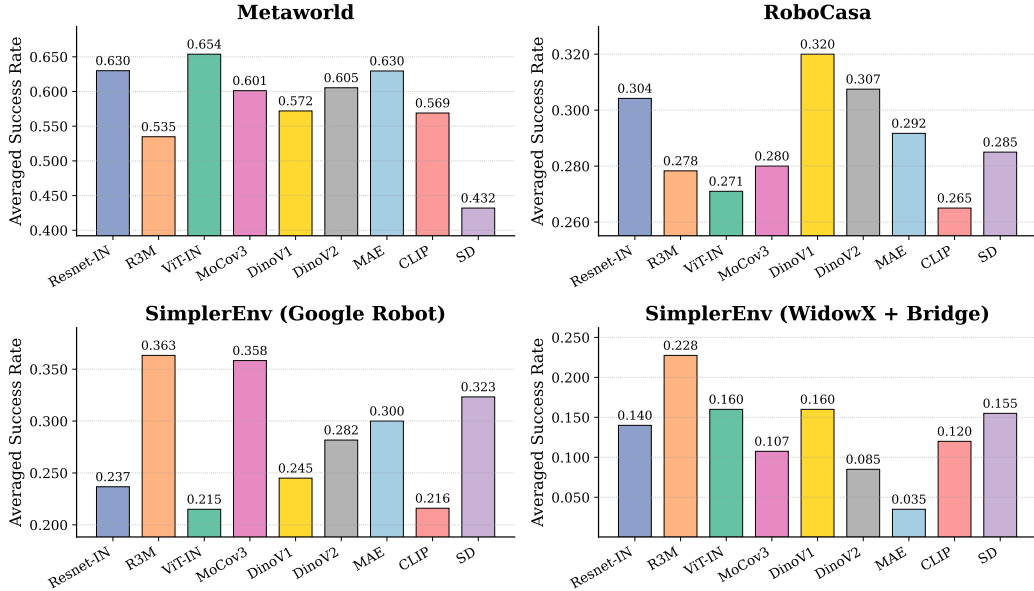 Metaworld
Averaged Success Rate
0.650
0.600
0.550
0.500
0.450
0.400
0.630
0.535
0.654
0.601
0.572
0.605
0.630
0.569
0.432
Resnet-IN
R3M
ViT-IN
MoCov3
DinoV1
DinoV2
MAE
CLIP
SD
RoboCasa
Averaged Success Rate
0.320
0.300
0.280
0.260
0.304
0.278
0.271
0.280
0.320
0.307
0.292
0.265
0.285
Resnet-IN
R3M
ViT-IN
MoCov3
DinoV1
DinoV2
MAE
CLIP
SD
SimplerEnv (Google Robot)
Averaged Success Rate
0.350
0.300
0.250
0.200
0.237
0.363
0.215
0.358
0.245
0.282
0.300
0.216
0.323
Resnet-IN
R3M
ViT-IN
MoCov3
DinoV1
DinoV2
MAE
CLIP
SD
SimplerEnv (WidowX + Bridge)
Averaged Success Rate
0.250
0.200
0.150
0.100
0.050
0.140
0.228
0.160
0.107
0.160
0.085
0.035
0.120
0.155
Resnet-IN
R3M
ViT-IN
MoCov3
DinoV1
DinoV2
MAE
CLIP
SD